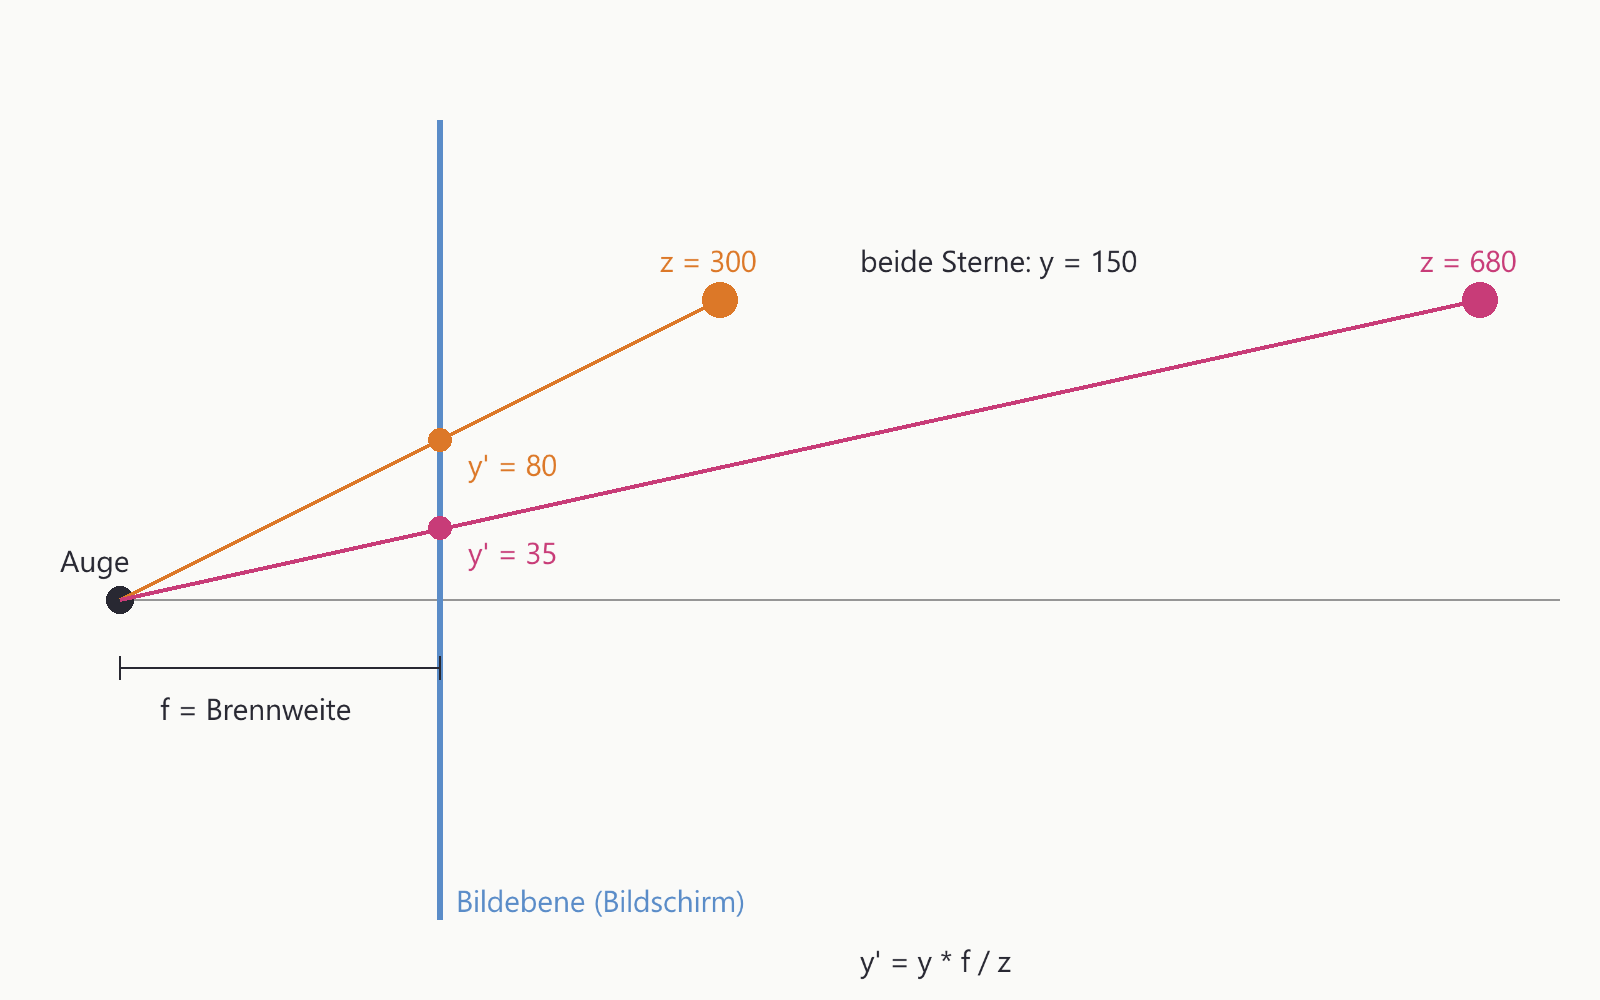 z = 300
beide Sterne: y = 150
z = 680
y' = 80
y' = 35
Auge
f = Brennweite
Bildebene (Bildschirm)
y' = y * f / z